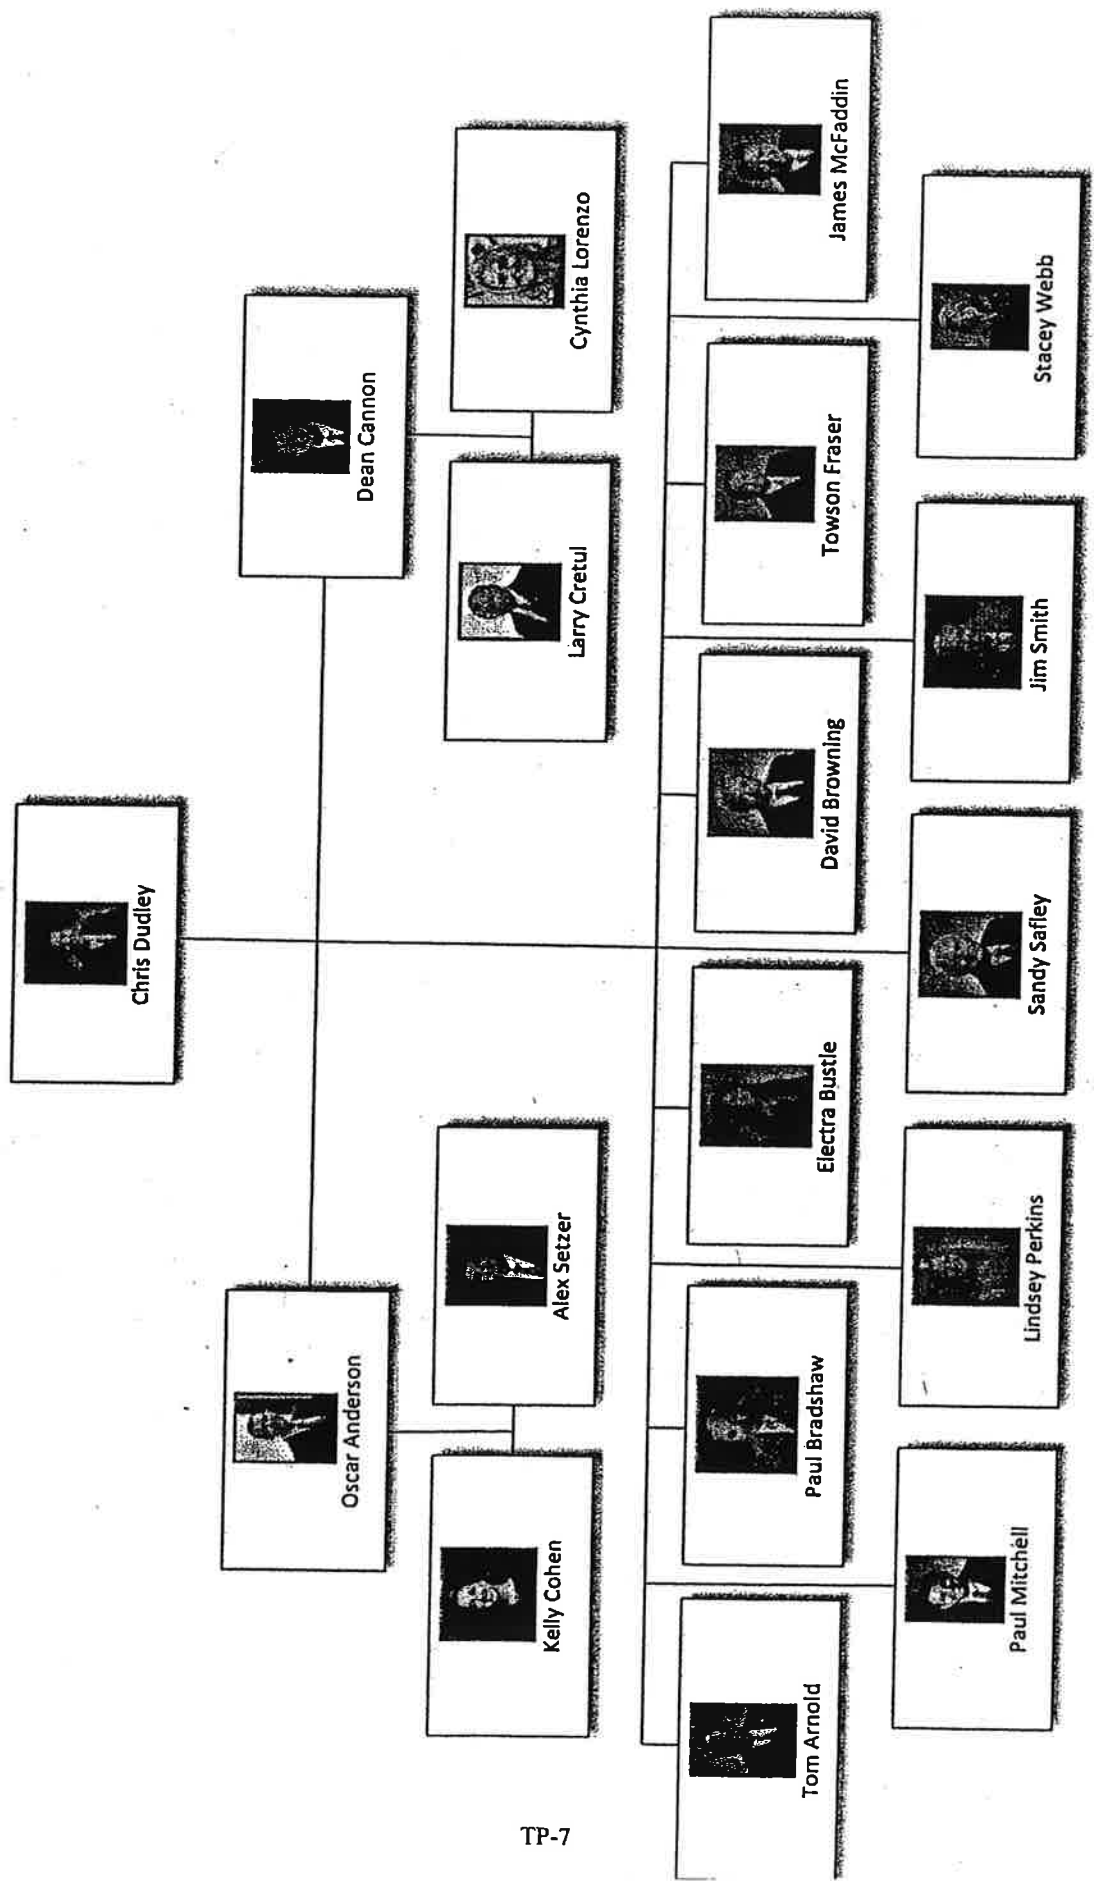 Chris Dudley
Oscar Anderson
Dean Cannon
Kelly Cohen
Alex Setzer
Larry Cretul
Cynthia Lorenzo
Tom Arnold
Paul Bradshaw
Electra Bustle
David Browning
Towson Fraser
James McFaddin
Paul Mitchell
Lindsey Perkins
Sandy Safley
Jim Smith
Stacey Webb
TP-7